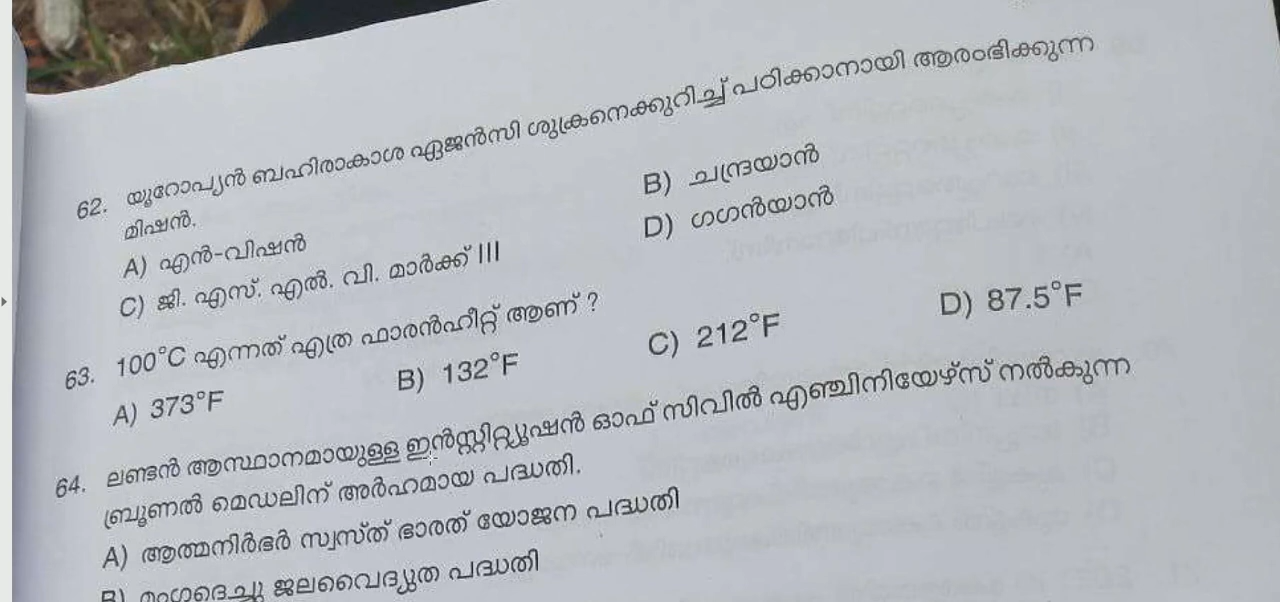 62. യൂറോപ്യൻ ബഹിരാകാശ ഏജൻസി ശുക്രനെക്കുറിച്ച് പഠിക്കാനായി ആരംഭിക്കുന്ന
മിഷൻ.
A) എൻ-വിഷൻ B) ചന്ദ്രയാൻ
C) ജി. എസ്. എൽ. വി. മാർക്ക് III D) ഗഗൻയാൻ
63. 100°C എന്നത് എത്ര ഫാരൻഹീറ്റ് ആണ് ?
A) 373°F B) 132°F C) 212°F D) 87.5°F
64. ലണ്ടൻ ആസ്ഥാനമായുള്ള ഇൻസ്റ്റിറ്റ്യൂഷൻ ഓഫ് സിവിൽ എഞ്ചിനിയേഴ്സ് നൽകുന്ന
ബ്രൂണൽ മെഡലിന് അർഹമായ പദ്ധതി.
A) ആത്മനിർഭർ സ്വസ്ത് ഭാരത് യോജന പദ്ധതി
B) മംഗദെച്ചു ജലവൈദ്യുത പദ്ധതി